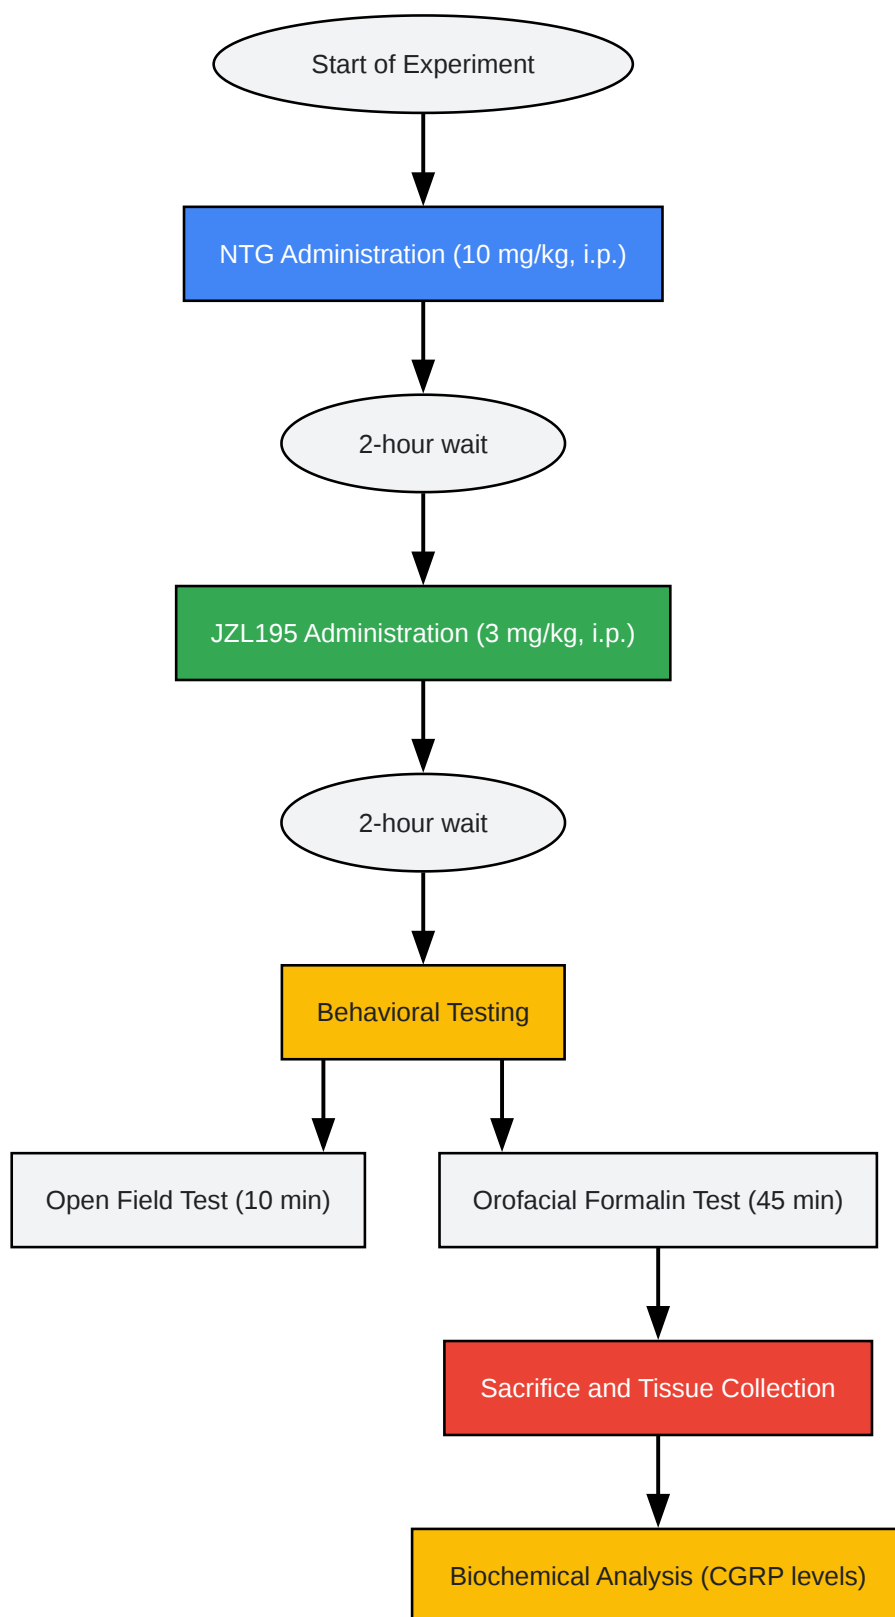 Start of Experiment
NTG Administration (10 mg/kg, i.p.)
2-hour wait
JZL195 Administration (3 mg/kg, i.p.)
2-hour wait
Behavioral Testing
Open Field Test (10 min)
Orofacial Formalin Test (45 min)
Sacrifice and Tissue Collection
Biochemical Analysis (CGRP levels)